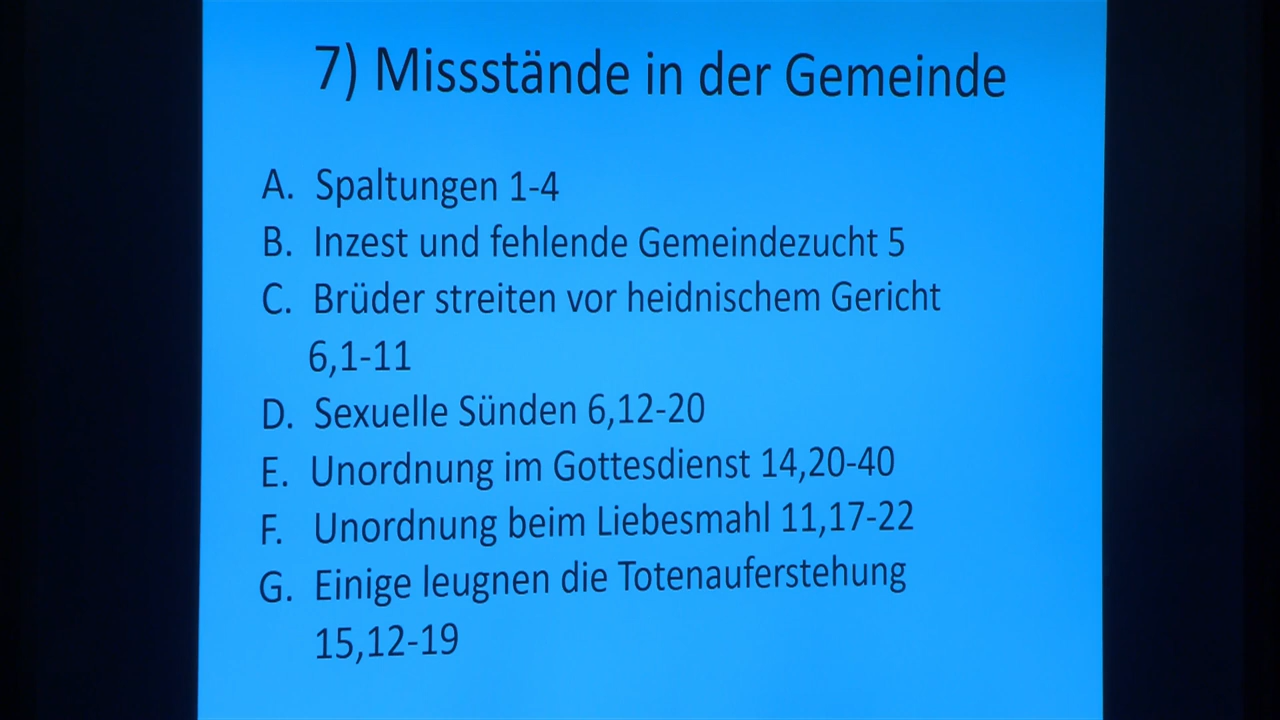 7) Missstände in der Gemeinde
A. Spaltungen 1-4
B. Inzest und fehlende Gemeindezucht 5
C. Brüder streiten vor heidnischem Gericht
6,1-11
D. Sexuelle Sünden 6,12-20
E. Unordnung im Gottesdienst 14,20-40
F. Unordnung beim Liebesmahl 11,17-22
G. Einige leugnen die Totenauferstehung
15,12-19